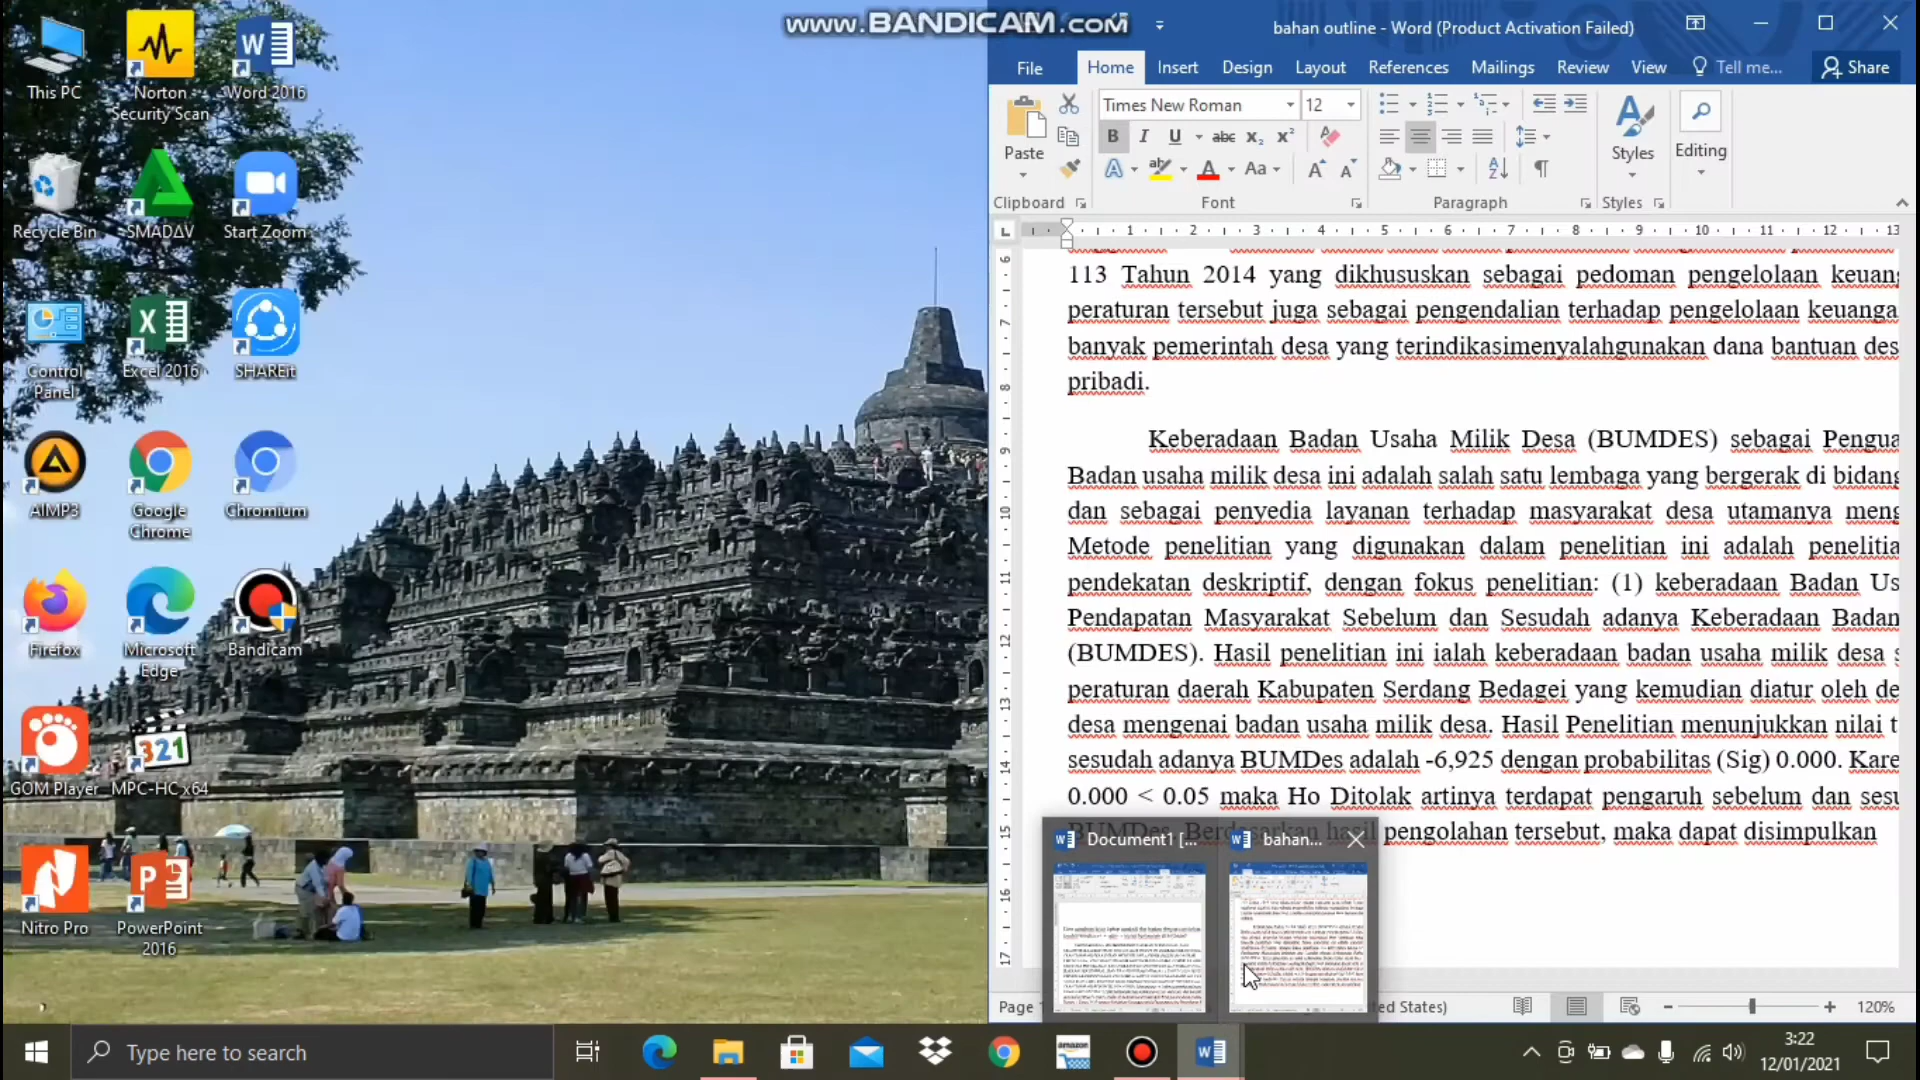 www.BANDICAM.com
This PC
Norton Security Scan
Word 2016
Recycle Bin
SMADΔV
Start Zoom
Control Panel
Excel 2016
SHAREit
AIMP3
Google Chrome
Chromium
Firefox
Microsoft Edge
Bandicam
GOM Player
MPC-HC x64
Nitro Pro
PowerPoint 2016
bahan outline - Word (Product Activation Failed)
File Home Insert Design Layout References Mailings Review View Tell me... Share
Times New Roman 12
Paste
Styles
Editing
Clipboard Font Paragraph Styles
113 Tahun 2014 yang dikhususkan sebagai pedoman pengelolaan keuang
peraturan tersebut juga sebagai pengendalian terhadap pengelolaan keuanga
banyak pemerintah desa yang terindikasimenyalahgunakan dana bantuan des
pribadi.
Keberadaan Badan Usaha Milik Desa (BUMDES) sebagai Pengua
Badan usaha milik desa ini adalah salah satu lembaga yang bergerak di bidang
dan sebagai penyedia layanan terhadap masyarakat desa utamanya meng
Metode penelitian yang digunakan dalam penelitian ini adalah penelitia
pendekatan deskriptif, dengan fokus penelitian: (1) keberadaan Badan Us
Pendapatan Masyarakat Sebelum dan Sesudah adanya Keberadaan Badan
(BUMDES). Hasil penelitian ini ialah keberadaan badan usaha milik desa s
peraturan daerah Kabupaten Serdang Bedagei yang kemudian diatur oleh de
desa mengenai badan usaha milik desa. Hasil Penelitian menunjukkan nilai t
sesudah adanya BUMDes adalah -6,925 dengan probabilitas (Sig) 0.000. Kare
0.000 < 0.05 maka Ho Ditolak artinya terdapat pengaruh sebelum dan sesu
BUMDes. Berdasarkan hasil pengolahan tersebut, maka dapat disimpulkan
Document1 [...
bahan...
Page
ted States)
120%
Type here to search
3:22
12/01/2021